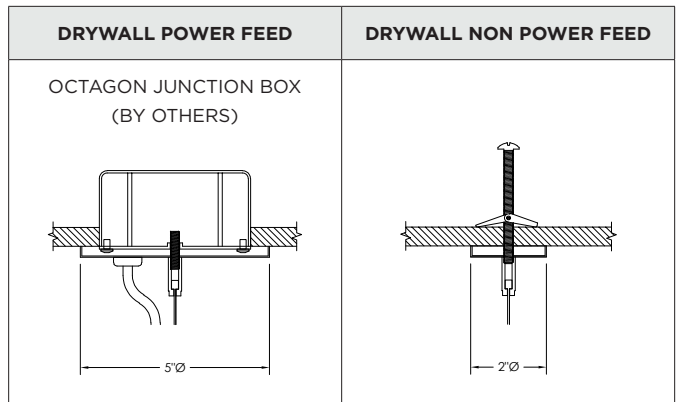 DRYWALL POWER FEED
DRYWALL NON POWER FEED
OCTAGON JUNCTION BOX
(BY OTHERS)
5"Ø
2"Ø